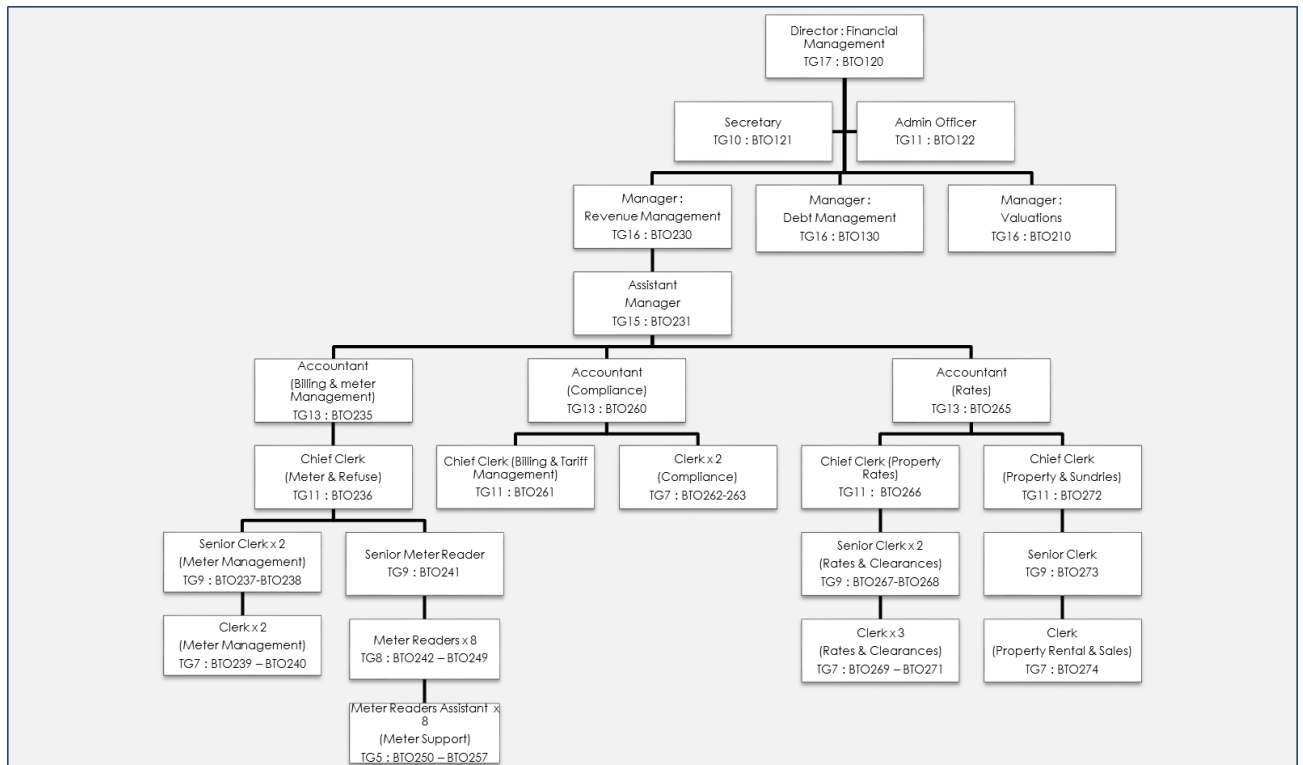 Director : Financial
Management
TG17 : BTO120
Secretary
TG10 : BTO121
Admin Officer
TG11 : BTO122
Manager :
Revenue Management
TG16 : BTO230
Manager :
Debt Management
TG16 : BTO130
Manager :
Valuations
TG16 : BTO210
Assistant
Manager
TG15 : BTO231
Accountant
(Billing & meter
Management)
TG13 : BTO235
Accountant
(Compliance)
TG13 : BTO260
Accountant
(Rates)
TG13 : BTO265
Chief Clerk
(Meter & Refuse)
TG11 : BTO236
Chief Clerk (Billing & Tariff
Management)
TG11 : BTO261
Clerk x 2
(Compliance)
TG7 : BTO262-263
Chief Clerk (Property
Rates)
TG11 : BTO266
Chief Clerk
(Property & Sundries)
TG11 : BTO272
Senior Clerk x 2
(Meter Management)
TG9 : BTO237-BTO238
Senior Meter Reader
TG9 : BTO241
Senior Clerk x 2
(Rates & Clearances)
TG9 : BTO267-BTO268
Senior Clerk
TG9 : BTO273
Clerk x 2
(Meter Management)
TG7 : BTO239 – BTO240
Meter Readers x 8
TG8 : BTO242 – BTO249
Clerk x 3
(Rates & Clearances)
TG7 : BTO269 – BTO271
Clerk
(Property Rental & Sales)
TG7 : BTO274
Meter Readers Assistant x
8
(Meter Support)
TG5 : BTO250 – BTO257